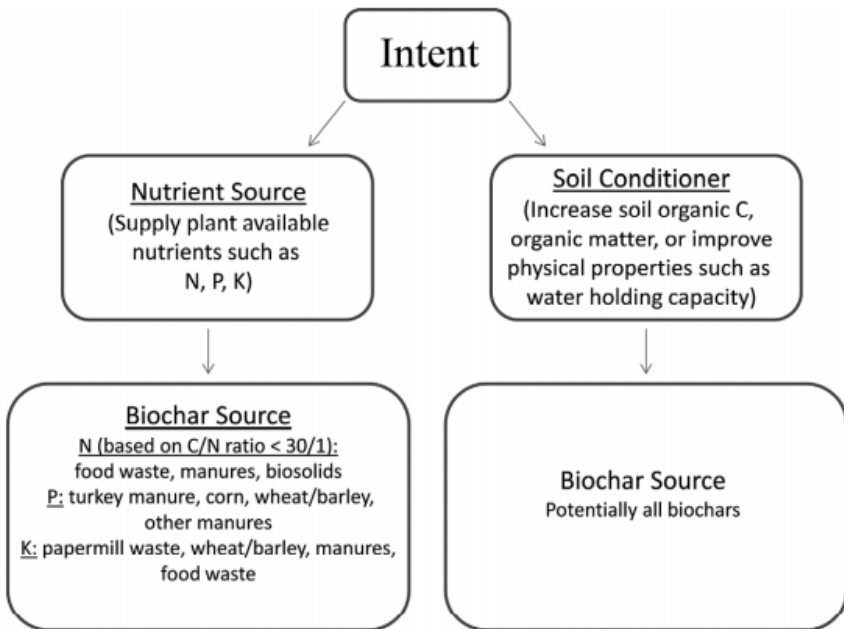 Intent
Nutrient Source
(Supply plant available
nutrients such as
N, P, K)
Soil Conditioner
(Increase soil organic C,
organic matter, or improve
physical properties such as
water holding capacity)
Biochar Source
N (based on C/N ratio < 30/1):
food waste, manures, biosolids
P: turkey manure, corn, wheat/barley,
other manures
K: papermill waste, wheat/barley, manures,
food waste
Biochar Source
Potentially all biochars